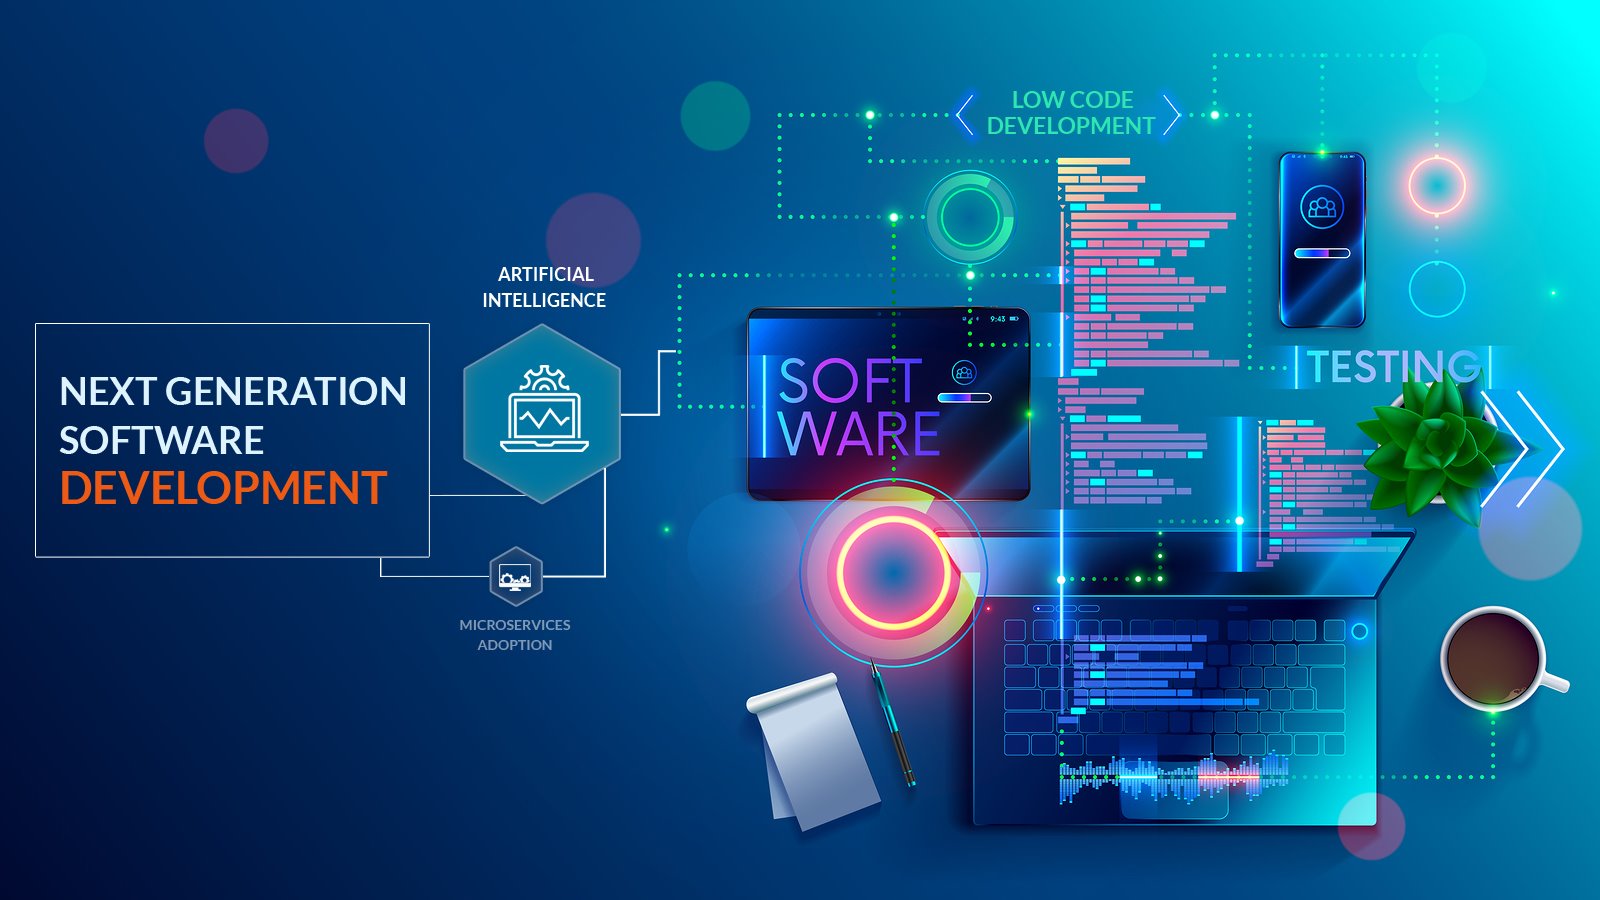 NEXT GENERATION
SOFTWARE
DEVELOPMENT
ARTIFICIAL
INTELLIGENCE
MICROSERVICES
ADOPTION
LOW CODE
DEVELOPMENT
9:43
SOFT
WARE
TESTING